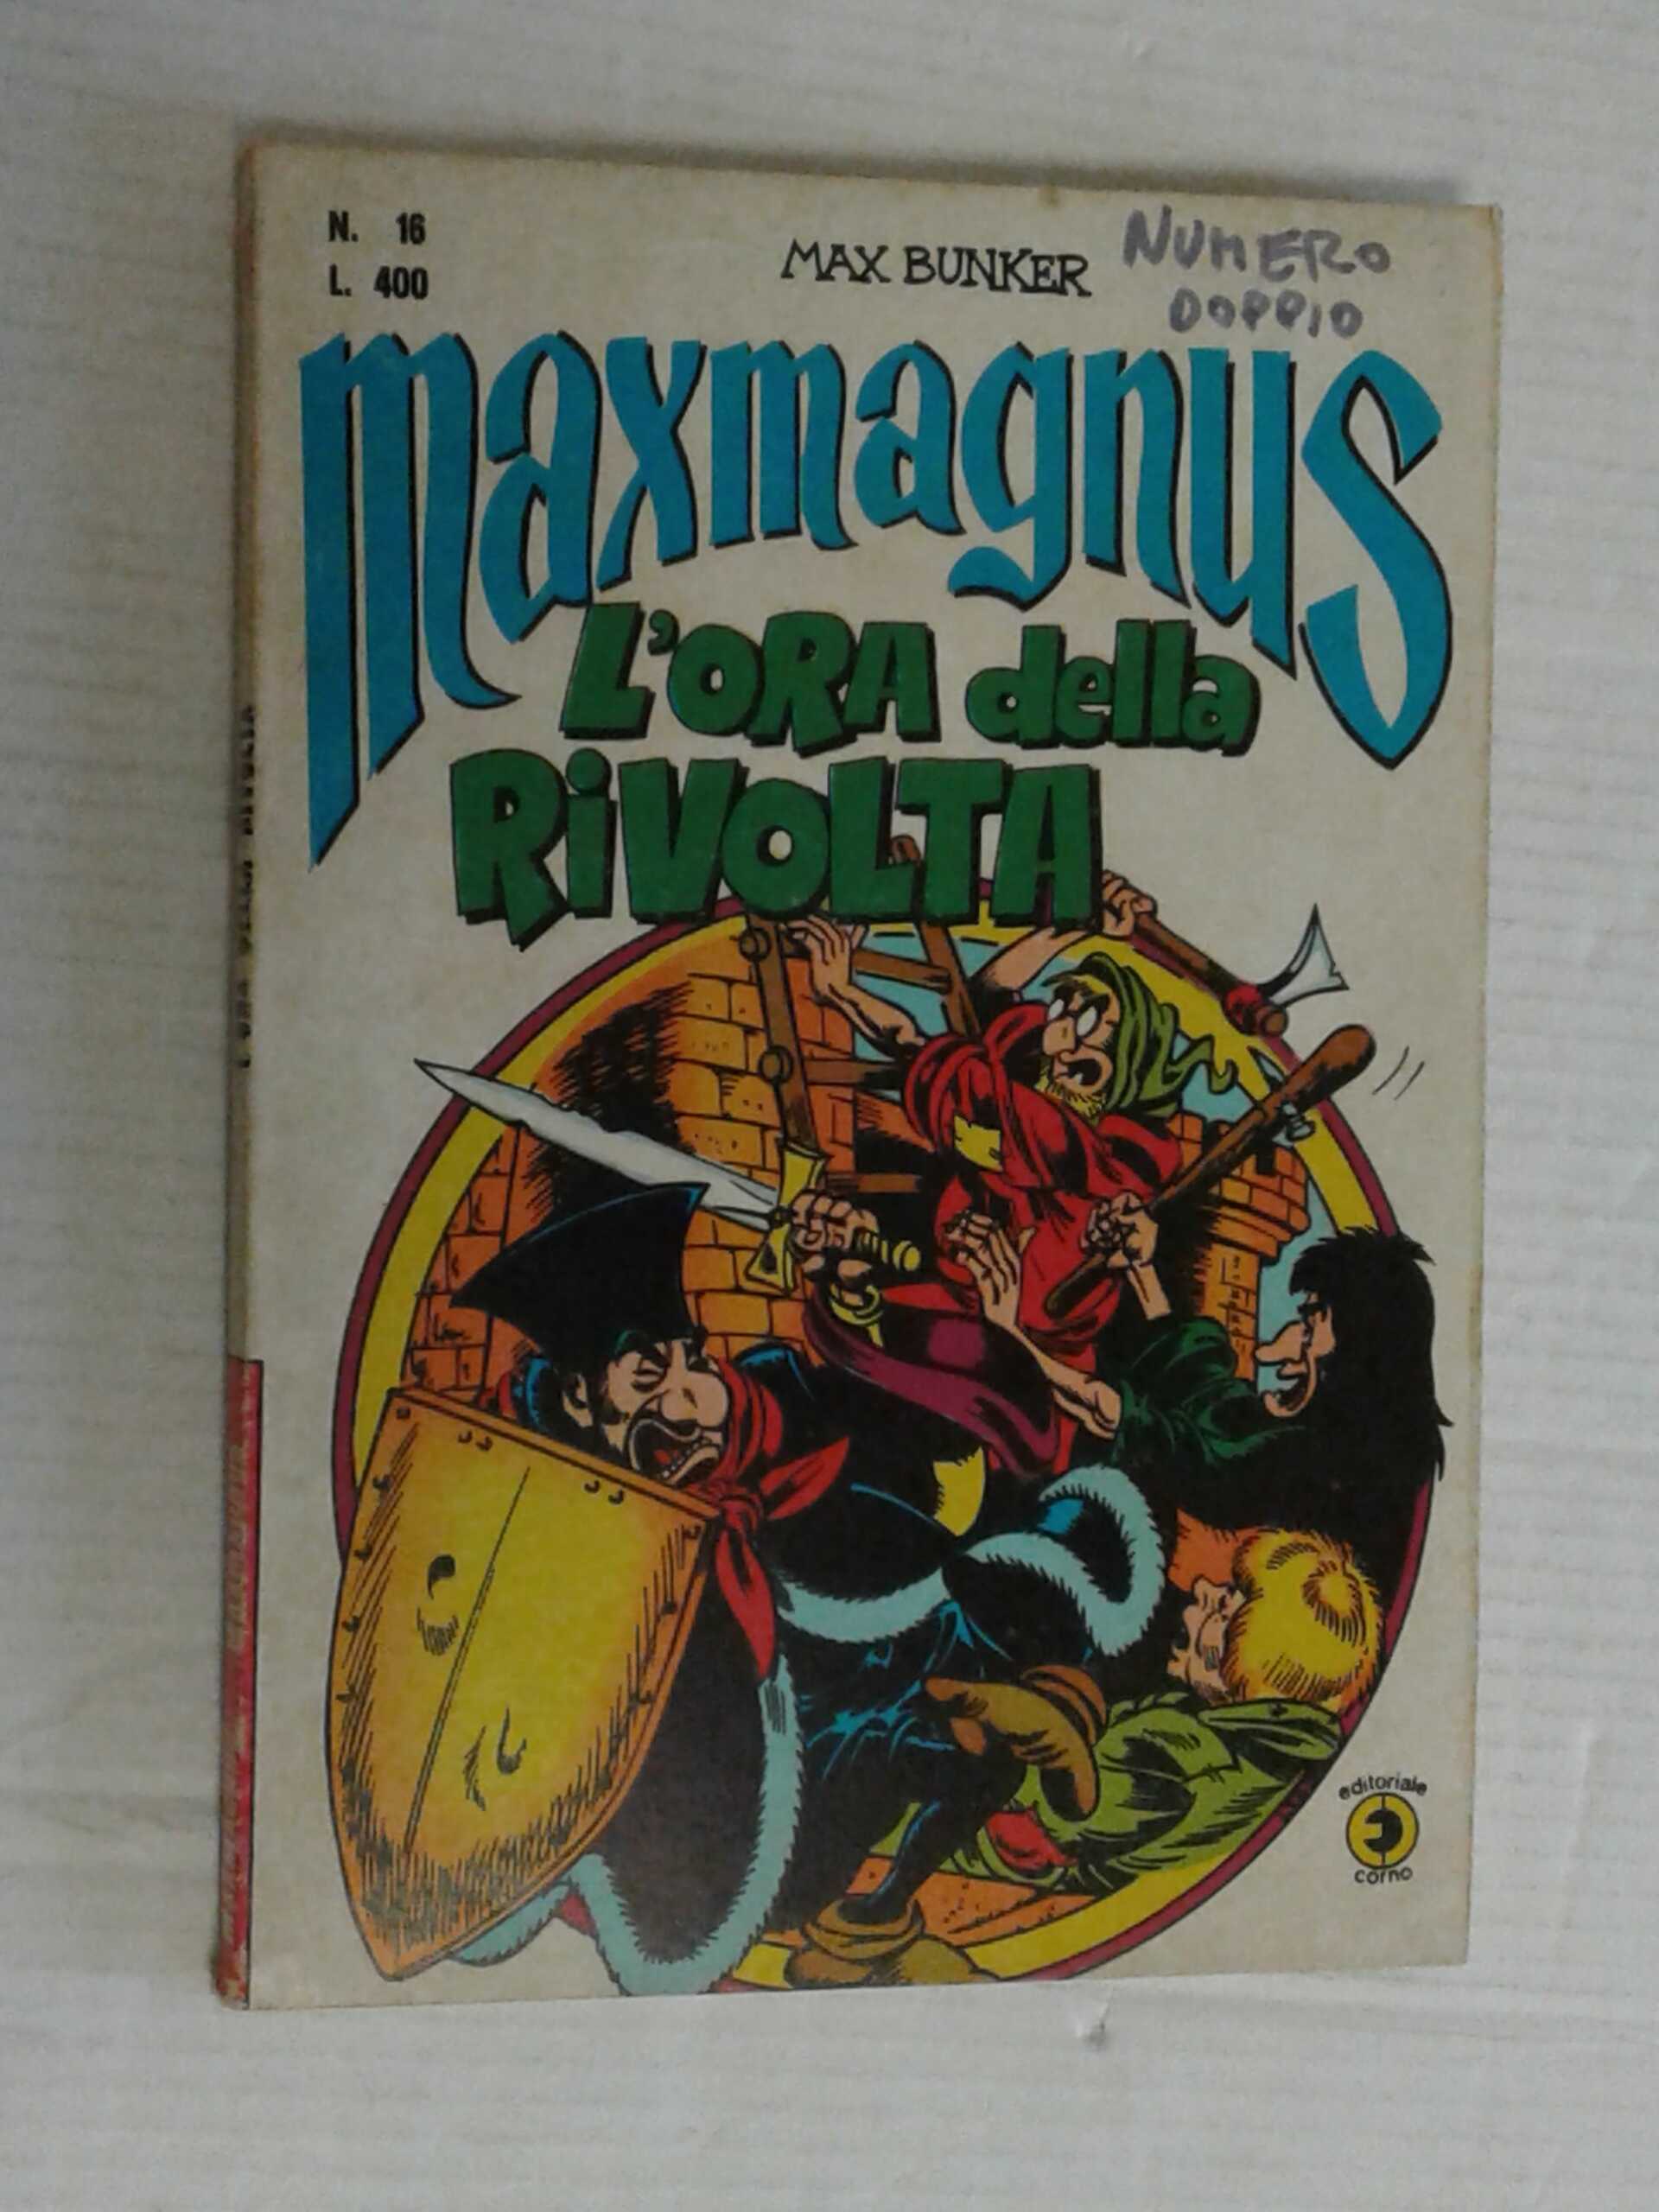 N. 16
L. 400
MAX BUNKER
NUMERO
DOPPIO
maxmagnus
L'ORA della
RiVOLTA
editoriale
corno